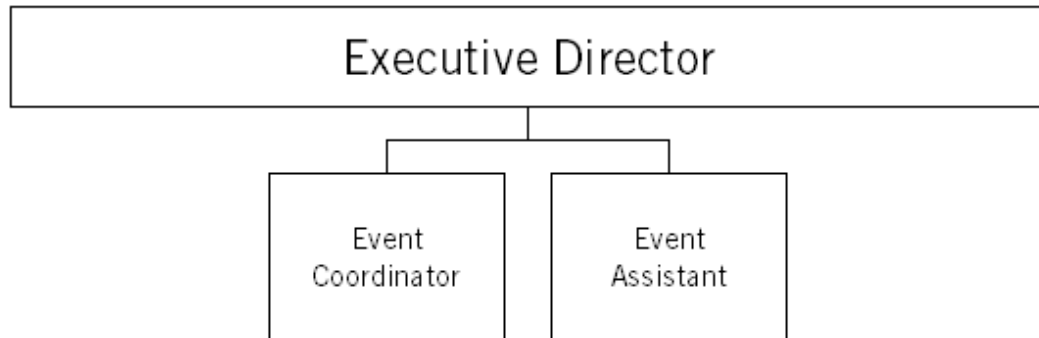 Executive Director
Event
Coordinator
Event
Assistant